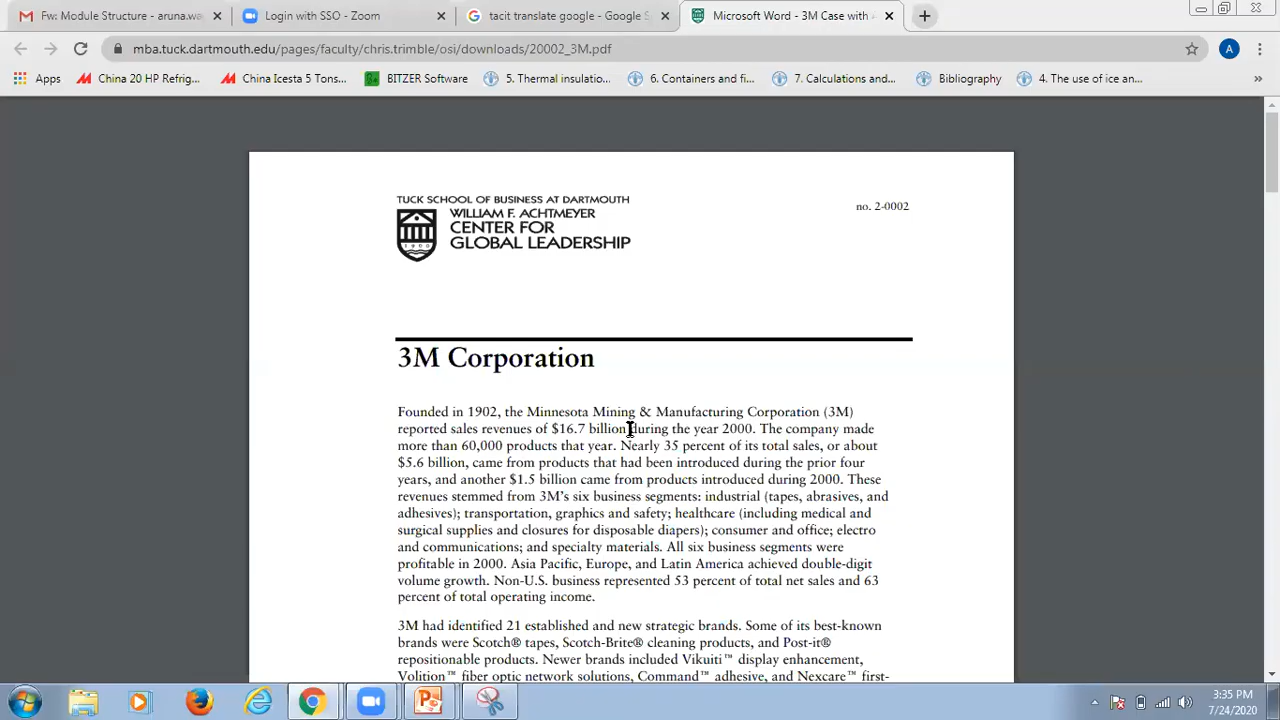 Fw: Module Structure - aruna.wa
Login with SSO - Zoom
tacit translate google - Google S
Microsoft Word - 3M Case with
mba.tuck.dartmouth.edu/pages/faculty/chris.trimble/osi/downloads/20002_3M.pdf
A
Apps
China 20 HP Refrig...
China Icesta 5 Tons...
BITZER Software
5. Thermal insulatio...
6. Containers and fi...
7. Calculations and...
Bibliography
4. The use of ice an...
TUCK SCHOOL OF BUSINESS AT DARTMOUTH
WILLIAM F. ACHTMEYER
CENTER FOR
GLOBAL LEADERSHIP
1900
no. 2-0002
3M Corporation
Founded in 1902, the Minnesota Mining & Manufacturing Corporation (3M)
reported sales revenues of $16.7 billion during the year 2000. The company made
more than 60,000 products that year. Nearly 35 percent of its total sales, or about
$5.6 billion, came from products that had been introduced during the prior four
years, and another $1.5 billion came from products introduced during 2000. These
revenues stemmed from 3M's six business segments: industrial (tapes, abrasives, and
adhesives); transportation, graphics and safety; healthcare (including medical and
surgical supplies and closures for disposable diapers); consumer and office; electro
and communications; and specialty materials. All six business segments were
profitable in 2000. Asia Pacific, Europe, and Latin America achieved double-digit
volume growth. Non-U.S. business represented 53 percent of total net sales and 63
percent of total operating income.
3M had identified 21 established and new strategic brands. Some of its best-known
brands were Scotch® tapes, Scotch-Brite® cleaning products, and Post-it®
repositionable products. Newer brands included Vikuiti™ display enhancement,
Volition™ fiber optic network solutions, Command™ adhesive, and Nexcare™ first-
3:35 PM
7/24/2020